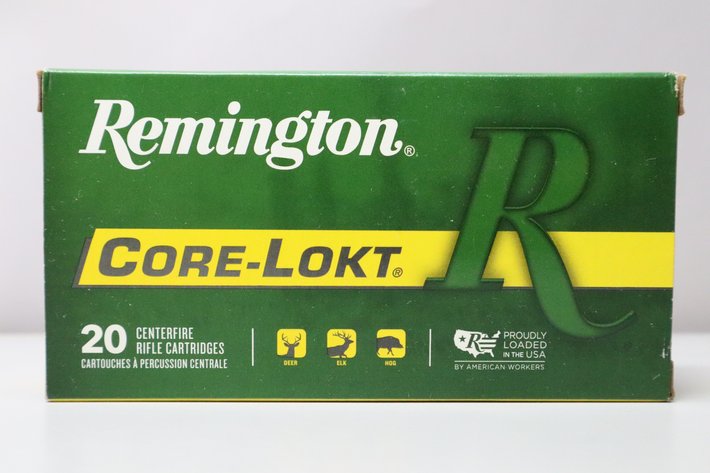 Remington®
CORE-LOKT®
R
20 CENTERFIRE
RIFLE CARTRIDGES
CARTOUCHES À PERCUSSION CENTRALE
DEER
ELK
HOG
R
PROUDLY
LOADED
IN THE USA
BY AMERICAN WORKERS